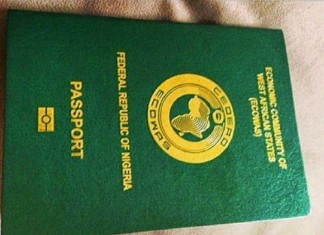 ECONOMIC COMMUNITY OF
WEST AFRICAN STATES
(ECOWAS)
CEDEAO
ECOWAS
FEDERAL REPUBLIC OF NIGERIA
PASSPORT